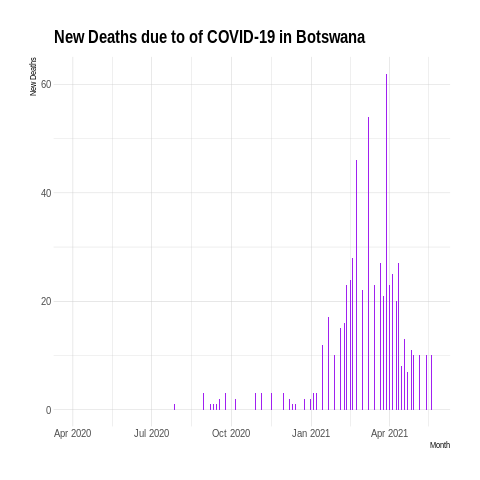 New Deaths due to of COVID-19 in Botswana
New Deaths
60
40
20
0
Apr 2020 Jul 2020 Oct 2020 Jan 2021 Apr 2021
Month